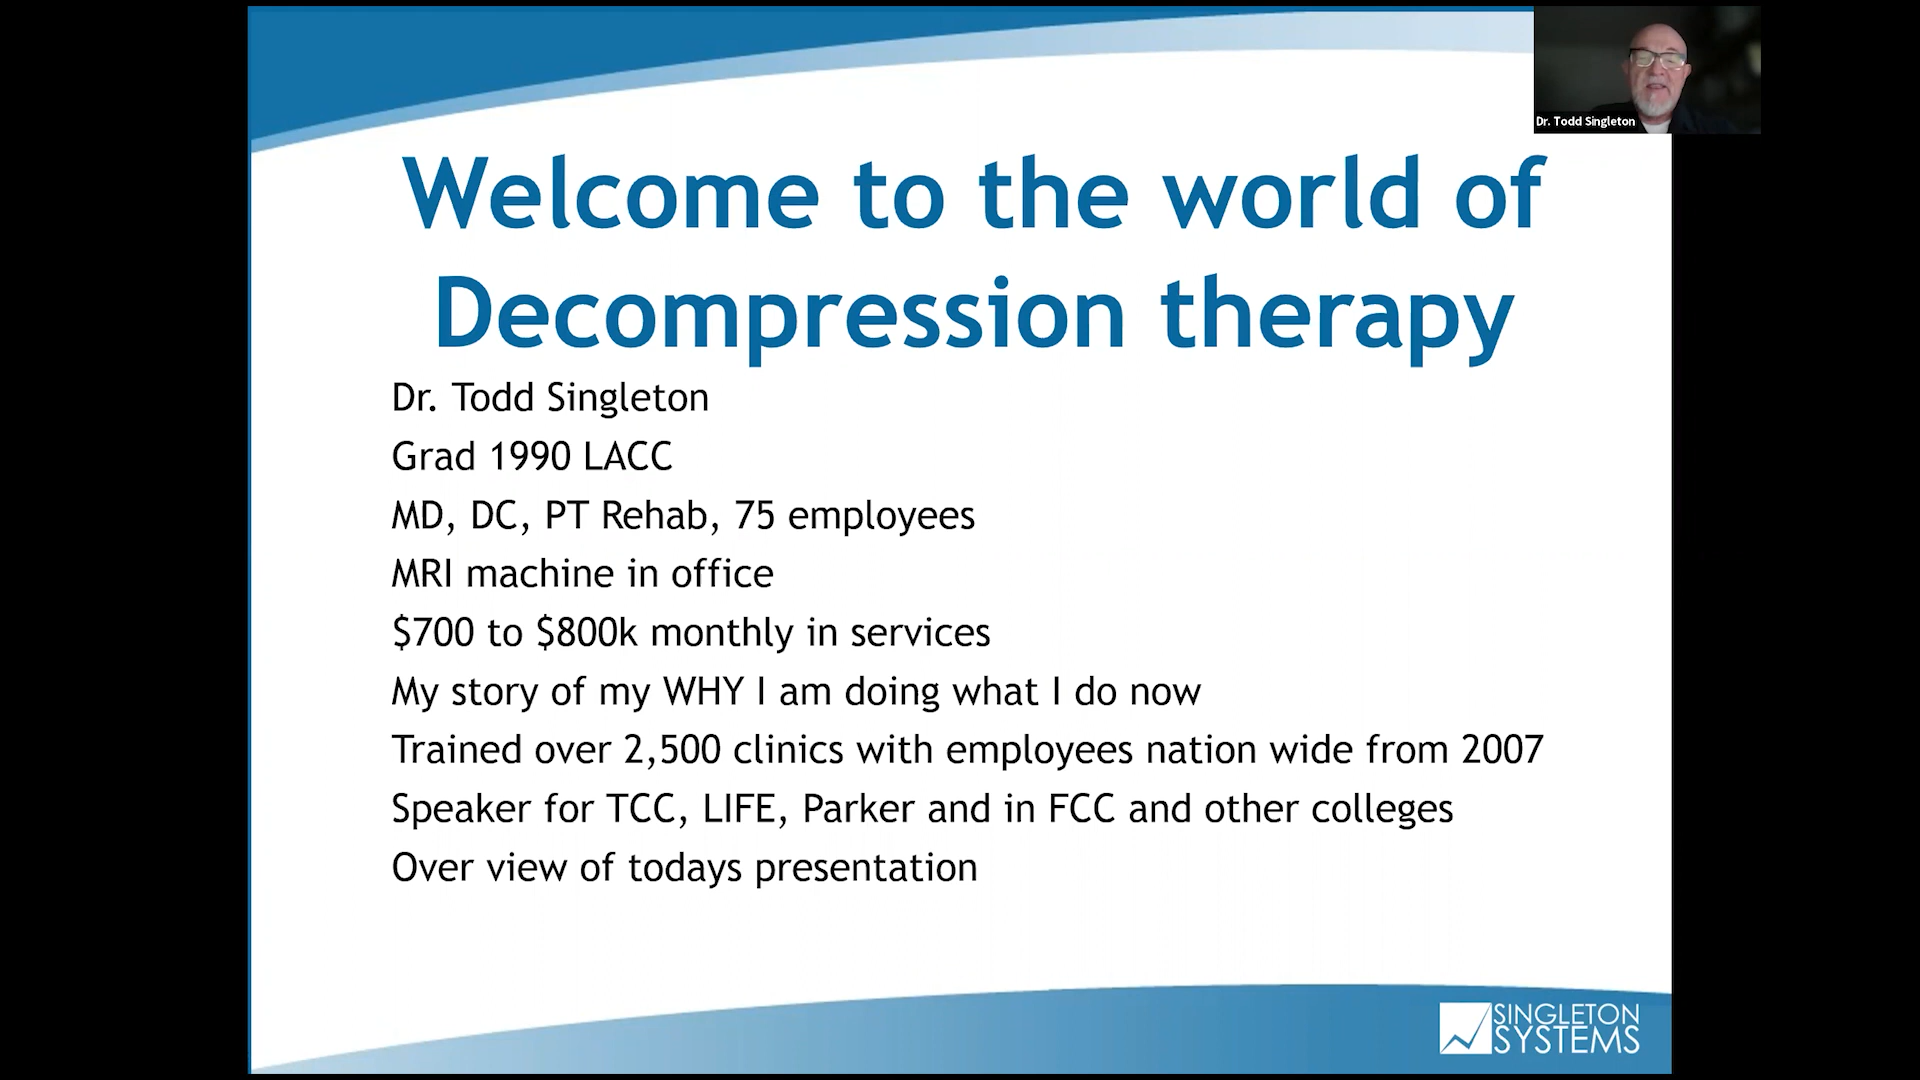 Dr. Todd Singleton
Welcome to the world of
Decompression therapy
Dr. Todd Singleton
Grad 1990 LACC
MD, DC, PT Rehab, 75 employees
MRI machine in office
$700 to $800k monthly in services
My story of my WHY I am doing what I do now
Trained over 2,500 clinics with employees nation wide from 2007
Speaker for TCC, LIFE, Parker and in FCC and other colleges
Over view of todays presentation
SINGLETON
SYSTEMS